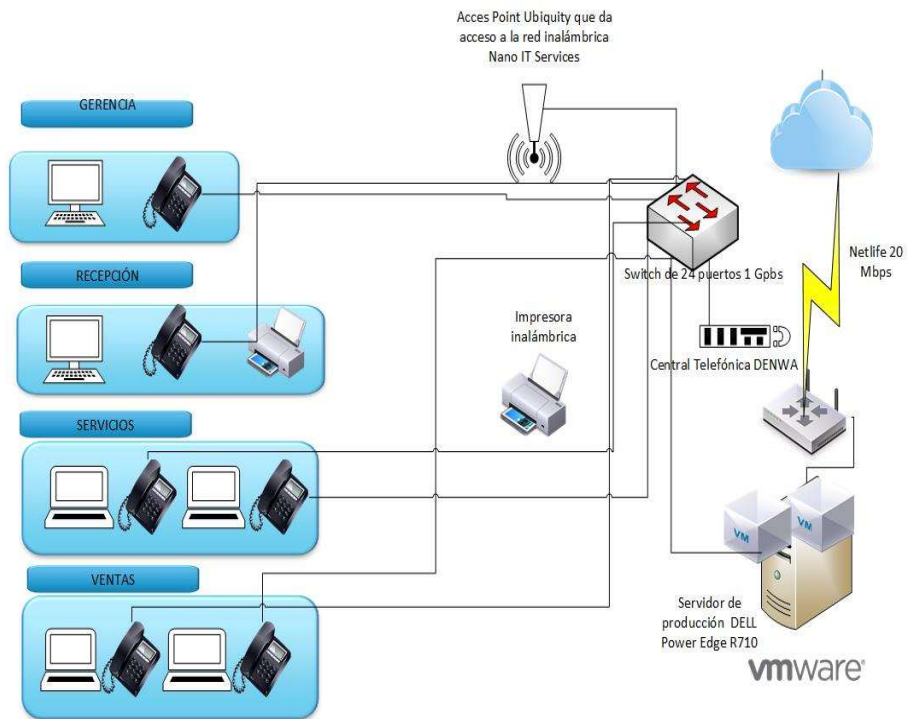 Acces Point Ubiquity que da
acceso a la red inalámbrica
Nano IT Services
GERENCIA
RECEPCIÓN
Switch de 24 puertos 1 Gpbs
Netlife 20
Mbps
Impresora
inalámbrica
Central Telefónica DENWA
SERVICIOS
VM
VM
VENTAS
Servidor de
producción DELL
Power Edge R710
vmware